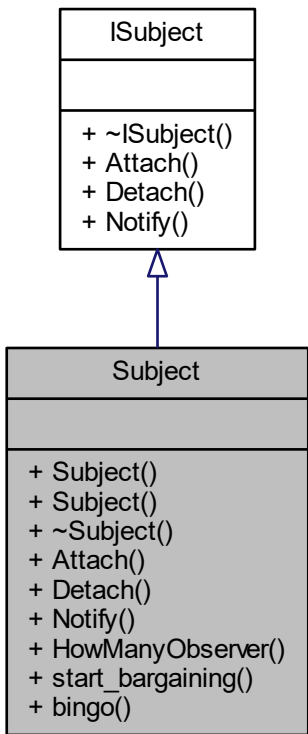 ISubject
+ ~ISubject()
+ Attach()
+ Detach()
+ Notify()
Subject
+ Subject()
+ Subject()
+ ~Subject()
+ Attach()
+ Detach()
+ Notify()
+ HowManyObserver()
+ start_bargaining()
+ bingo()